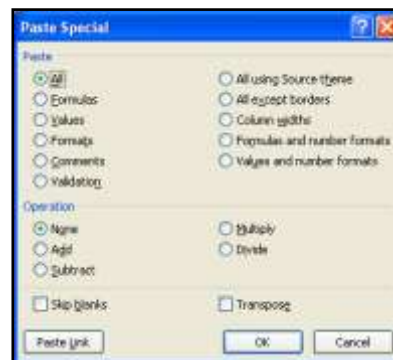 Paste Special
Paste
All
All using Source theme
Formulas
All except borders
Values
Column widths
Formats
Formulas and number formats
Comments
Values and number formats
Validation
Operation
None
Multiply
Add
Divide
Subtract
Skip blanks
Transpose
Paste Link
OK
Cancel